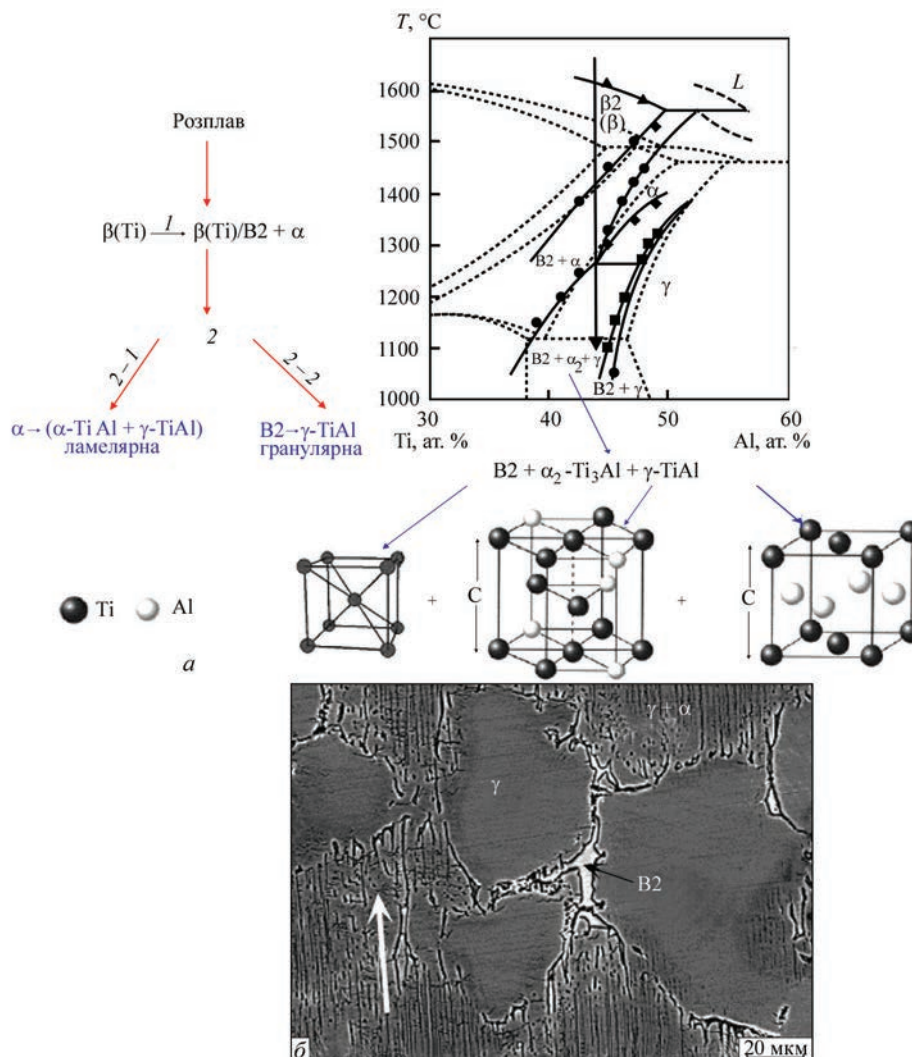 T, °C
1600
1500
1400
1300
1200
1100
1000
L
β2
(β)
α
B2 + α
γ
B2 + α₂ + γ
B2 + γ
30
40
50
60
Ti, ат. %
Al, ат. %
Розплав
β(Ti) 1 → β(Ti)/B2 + α
2
2 – 1
2 – 2
α→ (α-Ti Al + γ-TiAl)
ламелярна
B2→ γ-TiAl
гранулярна
B2 + α₂ -Ti₃Al + γ-TiAl
Ti
Al
+
C
+
C
а
γ + α
γ
B2
б
20 мкм